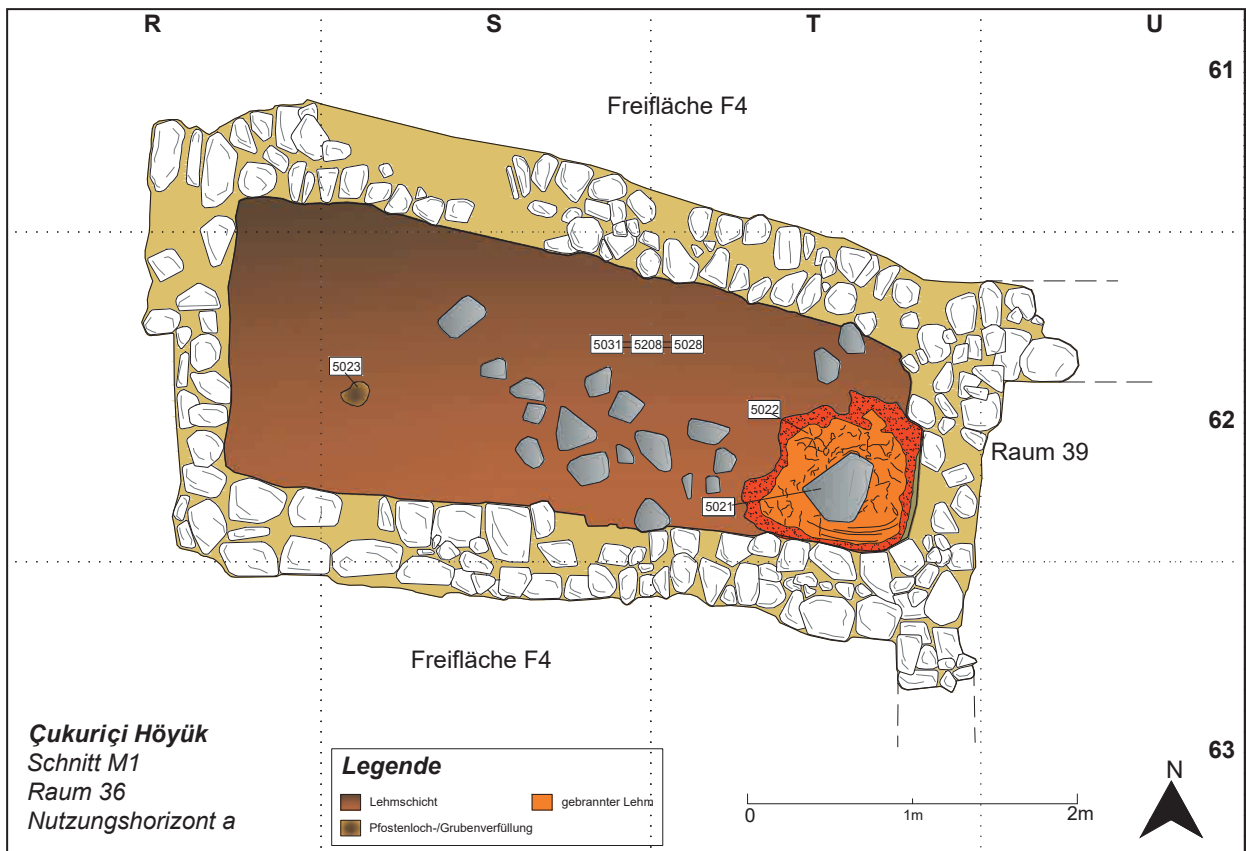 R S T U
61
Freifläche F4
5031 5208 5028
5023
5022
62
Raum 39
5021
Freifläche F4
Çukuriçi Höyük
Schnitt M1
Raum 36
Nutzungshorizont a
Legende
Lehmschicht gebrannter Lehm
Pfostenloch-/Grubenverfüllung
0 1m 2m
63
N